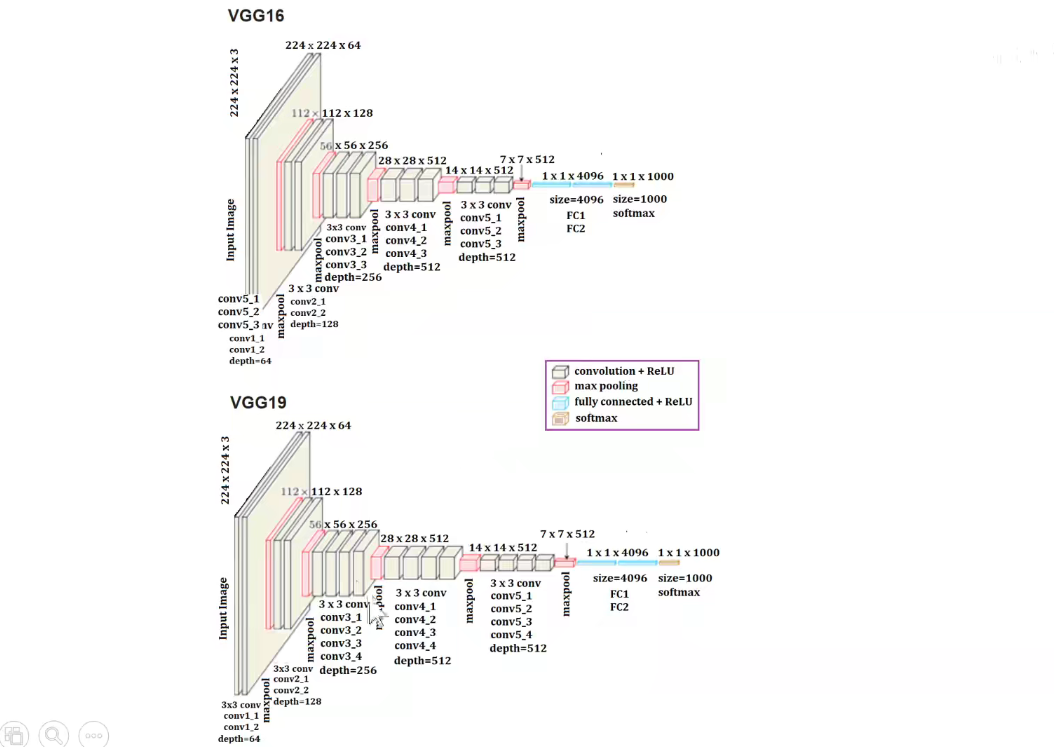 VGG16
224 x 224 x 64
224 x 224 x 3
112 x 112 x 128
56 x 56 x 256
28 x 28 x 512
14 x 14 x 512
7 x 7 x 512
1 x 1 x 4096
1 x 1 x 1000
Input Image
conv5_1
conv5_2
conv5_3
conv1_1
conv1_2
depth=64
maxpool
3 x 3 conv
conv2_1
conv2_2
depth=128
maxpool
3x3 conv
conv3_1
conv3_2
conv3_3
depth=256
maxpool
3 x 3 conv
conv4_1
conv4_2
conv4_3
depth=512
maxpool
3 x 3 conv
conv5_1
conv5_2
conv5_3
depth=512
maxpool
size=4096
FC1
FC2
size=1000
softmax
convolution + ReLU
max pooling
fully connected + ReLU
softmax
VGG19
224 x 224 x 64
224 x 224 x 3
112 x 112 x 128
56 x 56 x 256
28 x 28 x 512
14 x 14 x 512
7 x 7 x 512
1 x 1 x 4096
1 x 1 x 1000
Input Image
3x3 conv
conv1_1
conv1_2
depth=64
maxpool
3x3 conv
conv2_1
conv2_2
depth=128
maxpool
3 x 3 conv
conv3_1
conv3_2
conv3_3
conv3_4
depth=256
3 x 3 conv
conv4_1
conv4_2
conv4_3
conv4_4
depth=512
maxpool
3 x 3 conv
conv5_1
conv5_2
conv5_3
conv5_4
depth=512
maxpool
size=4096
FC1
FC2
size=1000
softmax